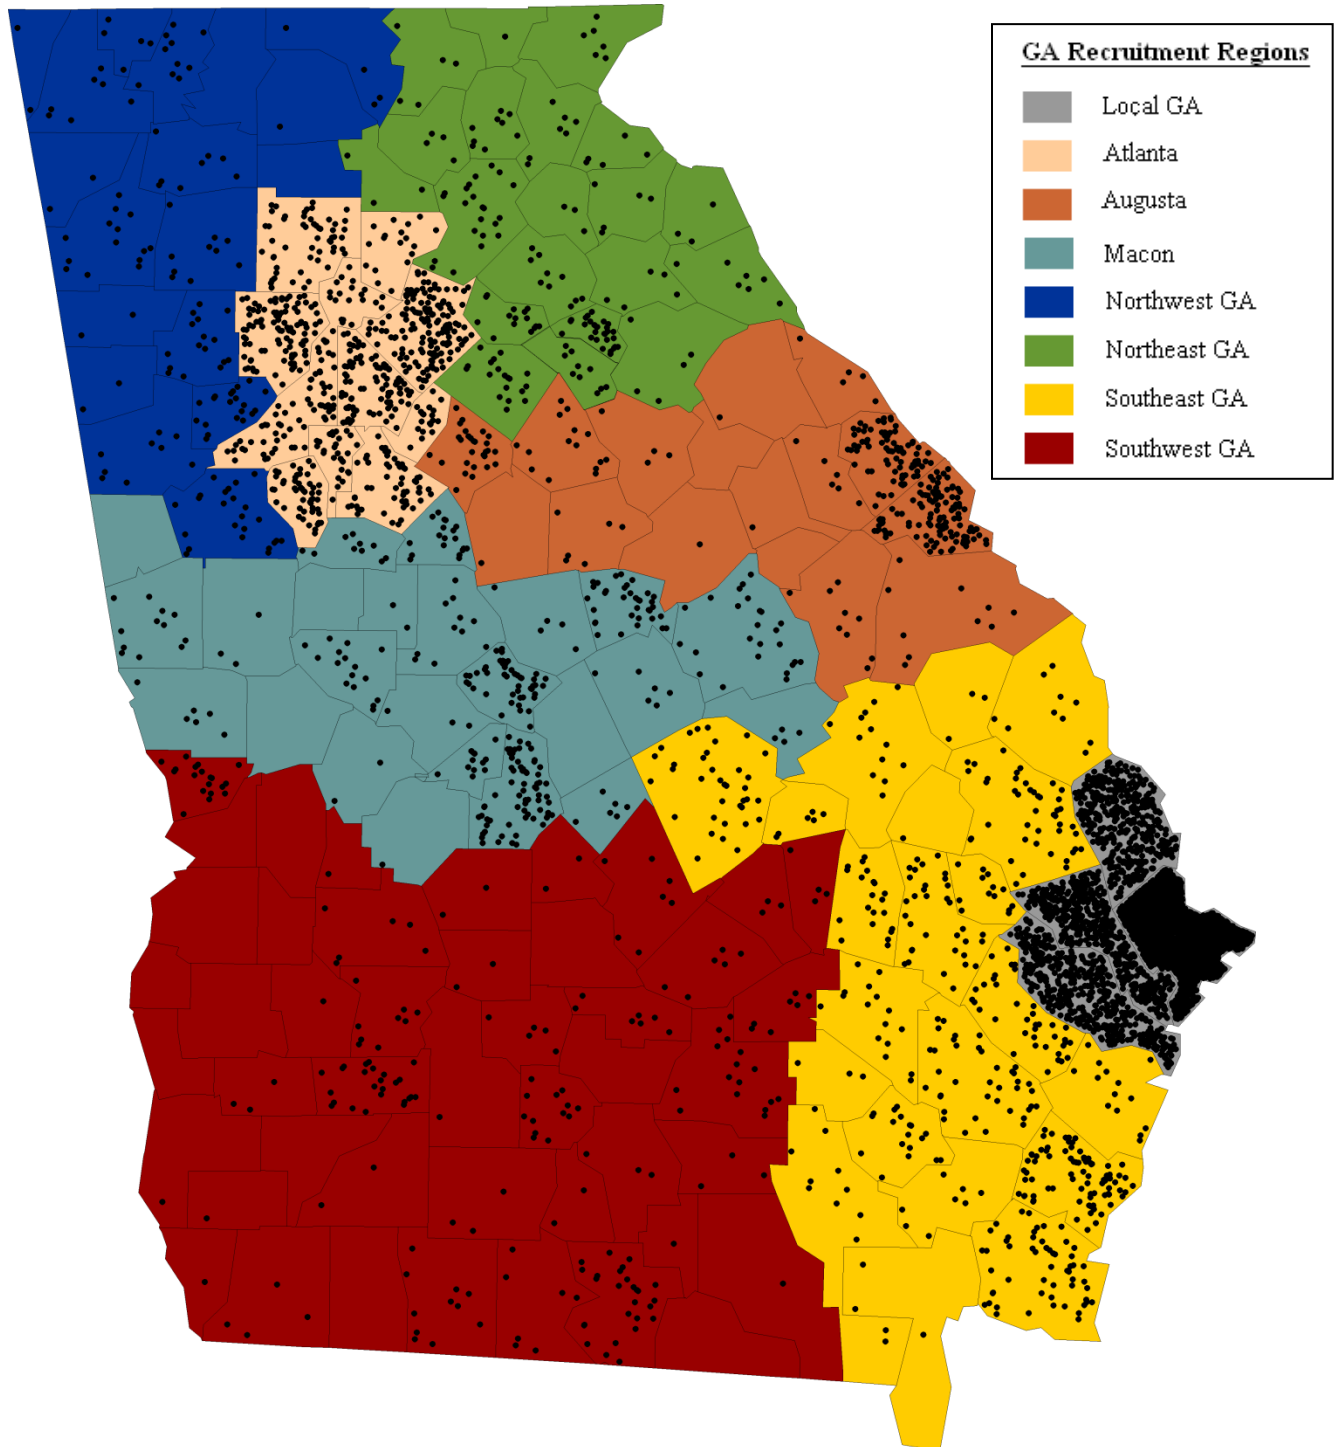 GA Recruitment Regions
Local GA
Atlanta
Augusta
Macon
Northwest GA
Northeast GA
Southeast GA
Southwest GA